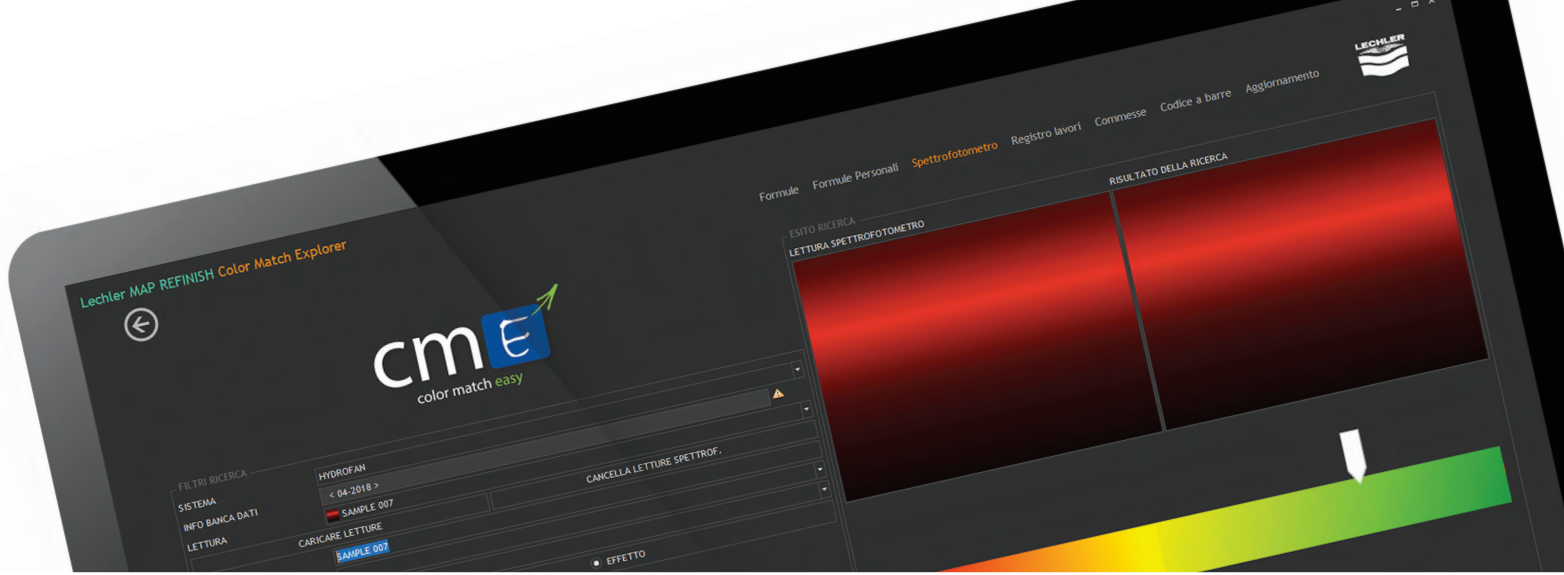 LECHLER
Formule Formule Personali Spettrofotometro Registro lavori Commesse Codice a barre Aggiornamento
Lechler MAP REFINISH Color Match Explorer
cmE
color match easy
ESITO RICERCA
LETTURA SPETTROFOTOMETRO
RISULTATO DELLA RICERCA
FILTRI RICERCA
SISTEMA
HYDROFAN
INFO BANCA DATI
< 04-2018 >
LETTURA
SAMPLE 007
CANCELLA LETTURE SPETTROF.
CARICARE LETTURE
SAMPLE 007
EFFETTO